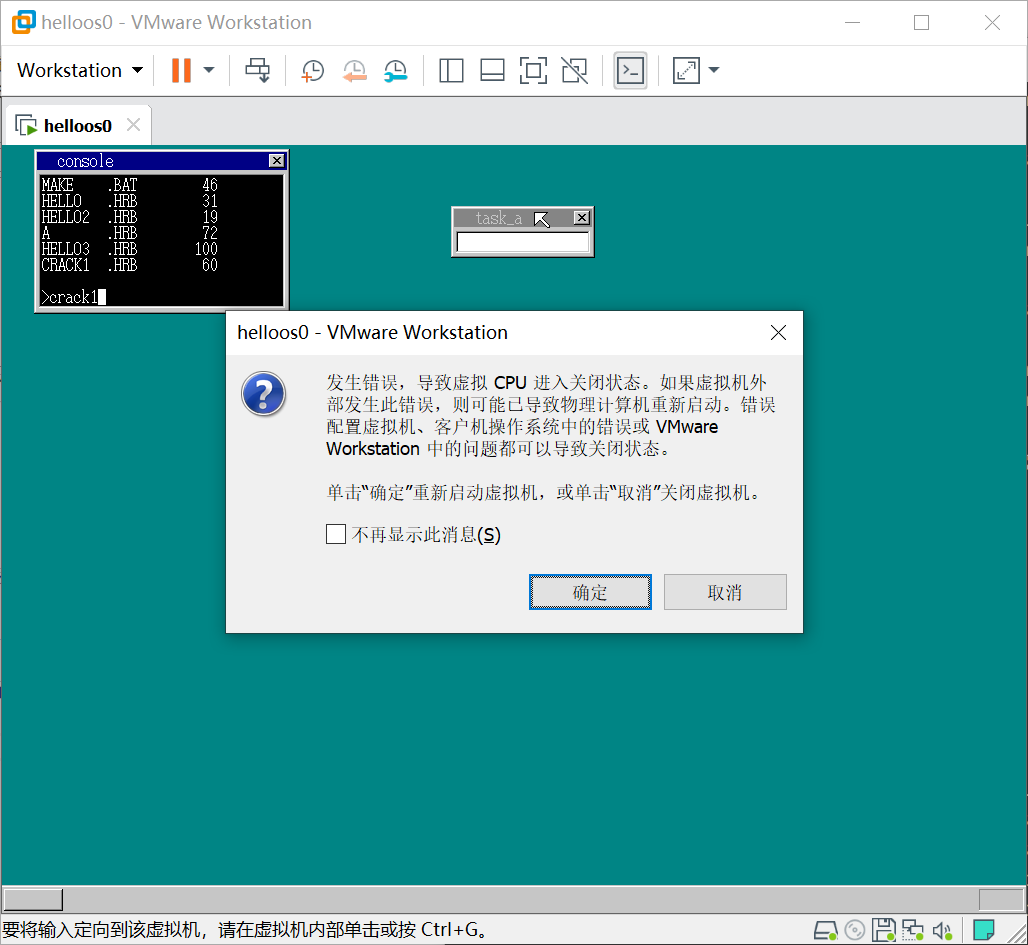 helloos0 - VMware Workstation
Workstation
helloos0
console
MAKE .BAT 46
HELLO .HRB 31
HELLO2 .HRB 19
A .HRB 72
HELLO3 .HRB 100
CRACK1 .HRB 60
>crack1
task_a
helloos0 - VMware Workstation
发生错误，导致虚拟 CPU 进入关闭状态。如果虚拟机外
部发生此错误，则可能已导致物理计算机重新启动。错误
配置虚拟机、客户机操作系统中的错误或 VMware
Workstation 中的问题都可以导致关闭状态。
单击“确定”重新启动虚拟机，或单击“取消”关闭虚拟机。
不再显示此消息(S)
确定
取消
要将输入定向到该虚拟机，请在虚拟机内部单击或按 Ctrl+G。